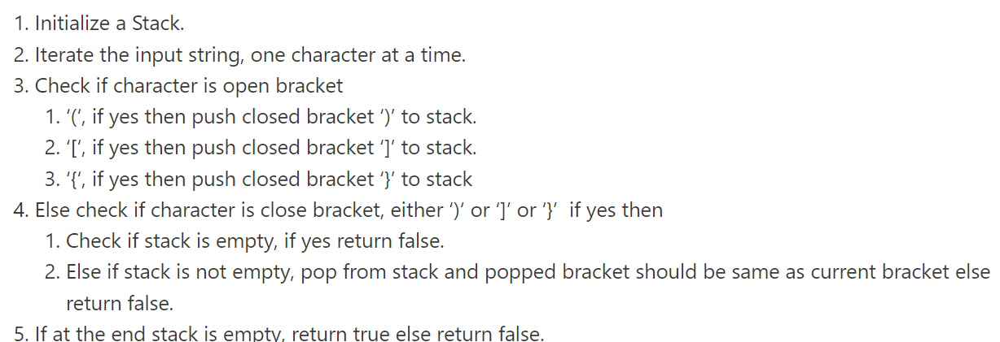 1. Initialize a Stack.
2. Iterate the input string, one character at a time.
3. Check if character is open bracket
1. ‘(‘, if yes then push closed bracket ‘)’ to stack.
2. ‘[‘, if yes then push closed bracket ‘]’ to stack.
3. ‘{‘, if yes then push closed bracket ‘}’ to stack
4. Else check if character is close bracket, either ‘)’ or ‘]’ or ‘}’  if yes then
1. Check if stack is empty, if yes return false.
2. Else if stack is not empty, pop from stack and popped bracket should be same as current bracket else
return false.
5. If at the end stack is empty, return true else return false.